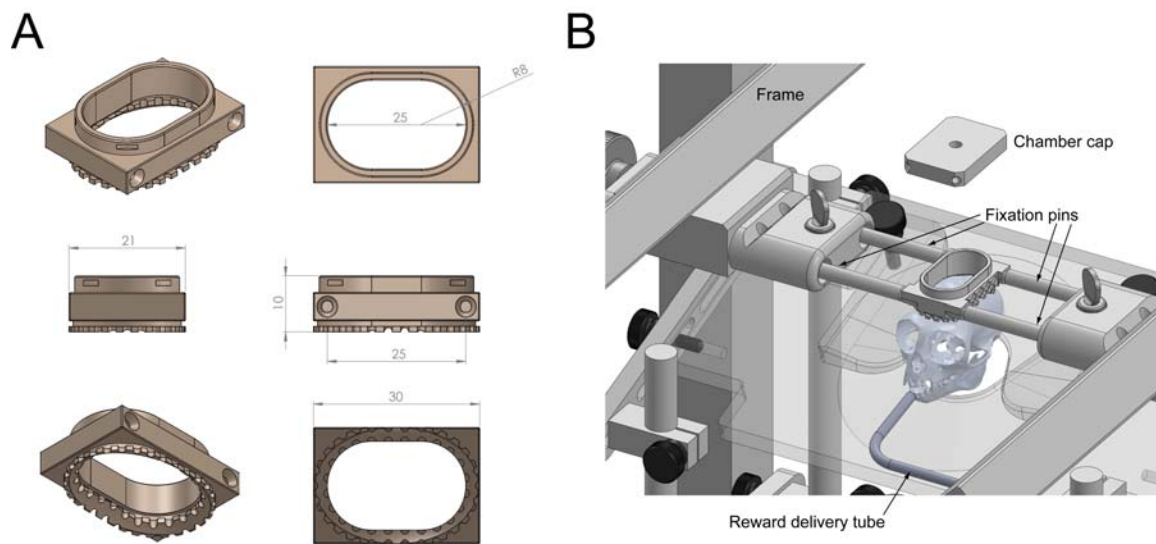 A
R8
25
21
10
25
30
B
Frame
Chamber cap
Fixation pins
Reward delivery tube